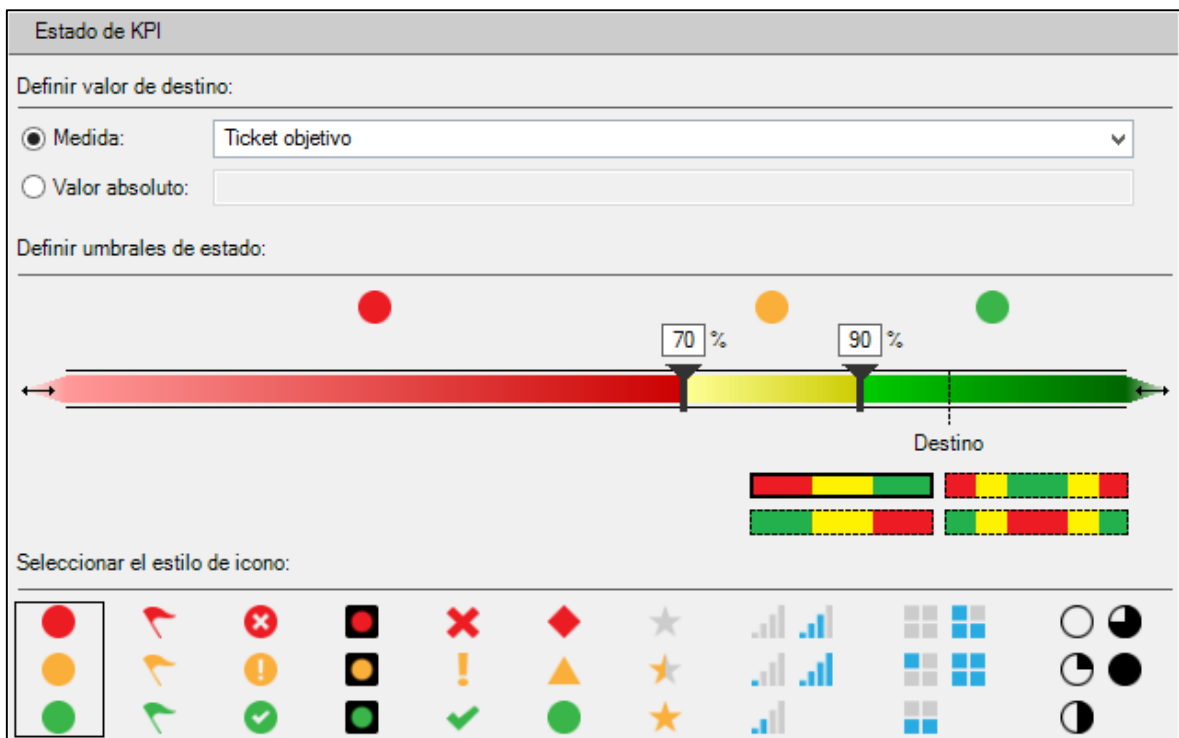 Estado de KPI
Definir valor de destino:
Medida: Ticket objetivo
Valor absoluto:
Definir umbrales de estado:
70 % 90 %
Destino
Seleccionar el estilo de icono: